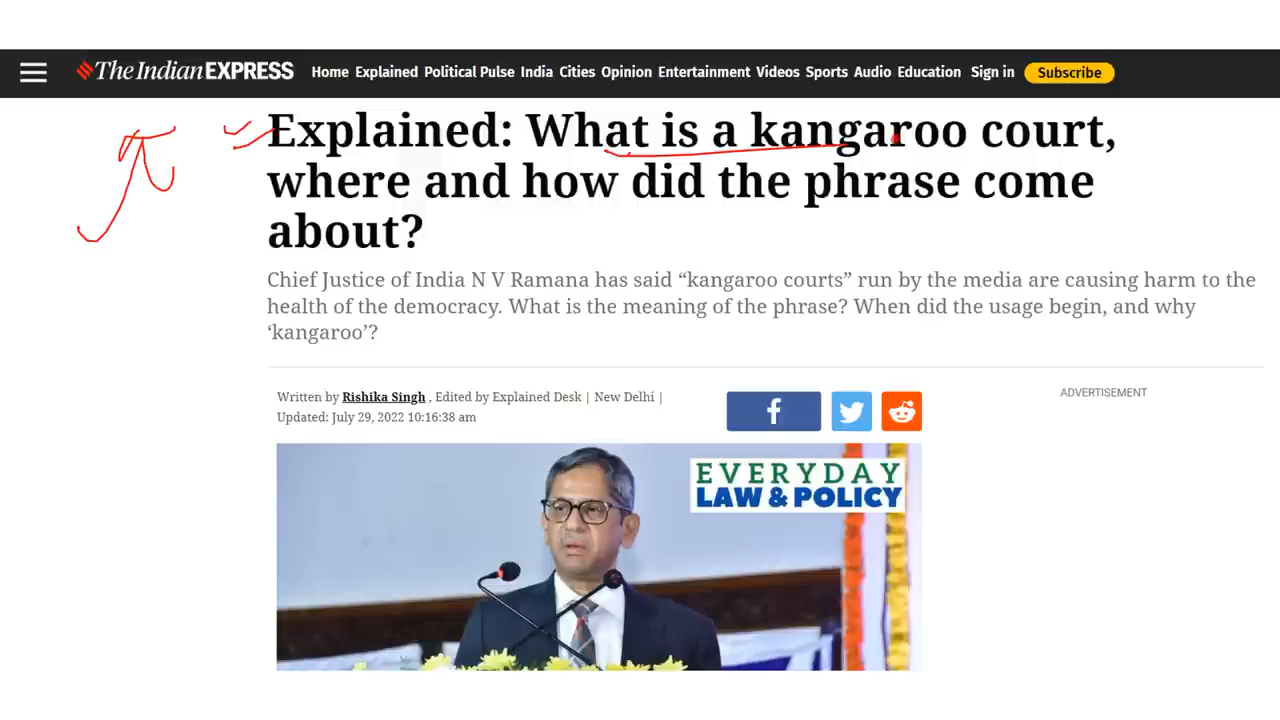 The Indian EXPRESS Home Explained Political Pulse India Cities Opinion Entertainment Videos Sports Audio Education Sign in Subscribe
Explained: What is a kangaroo court,
where and how did the phrase come
about?
Chief Justice of India N V Ramana has said “kangaroo courts” run by the media are causing harm to the
health of the democracy. What is the meaning of the phrase? When did the usage begin, and why
‘kangaroo’?
Written by Rishika Singh , Edited by Explained Desk | New Delhi |
Updated: July 29, 2022 10:16:38 am
ADVERTISEMENT
EVERYDAY
LAW & POLICY